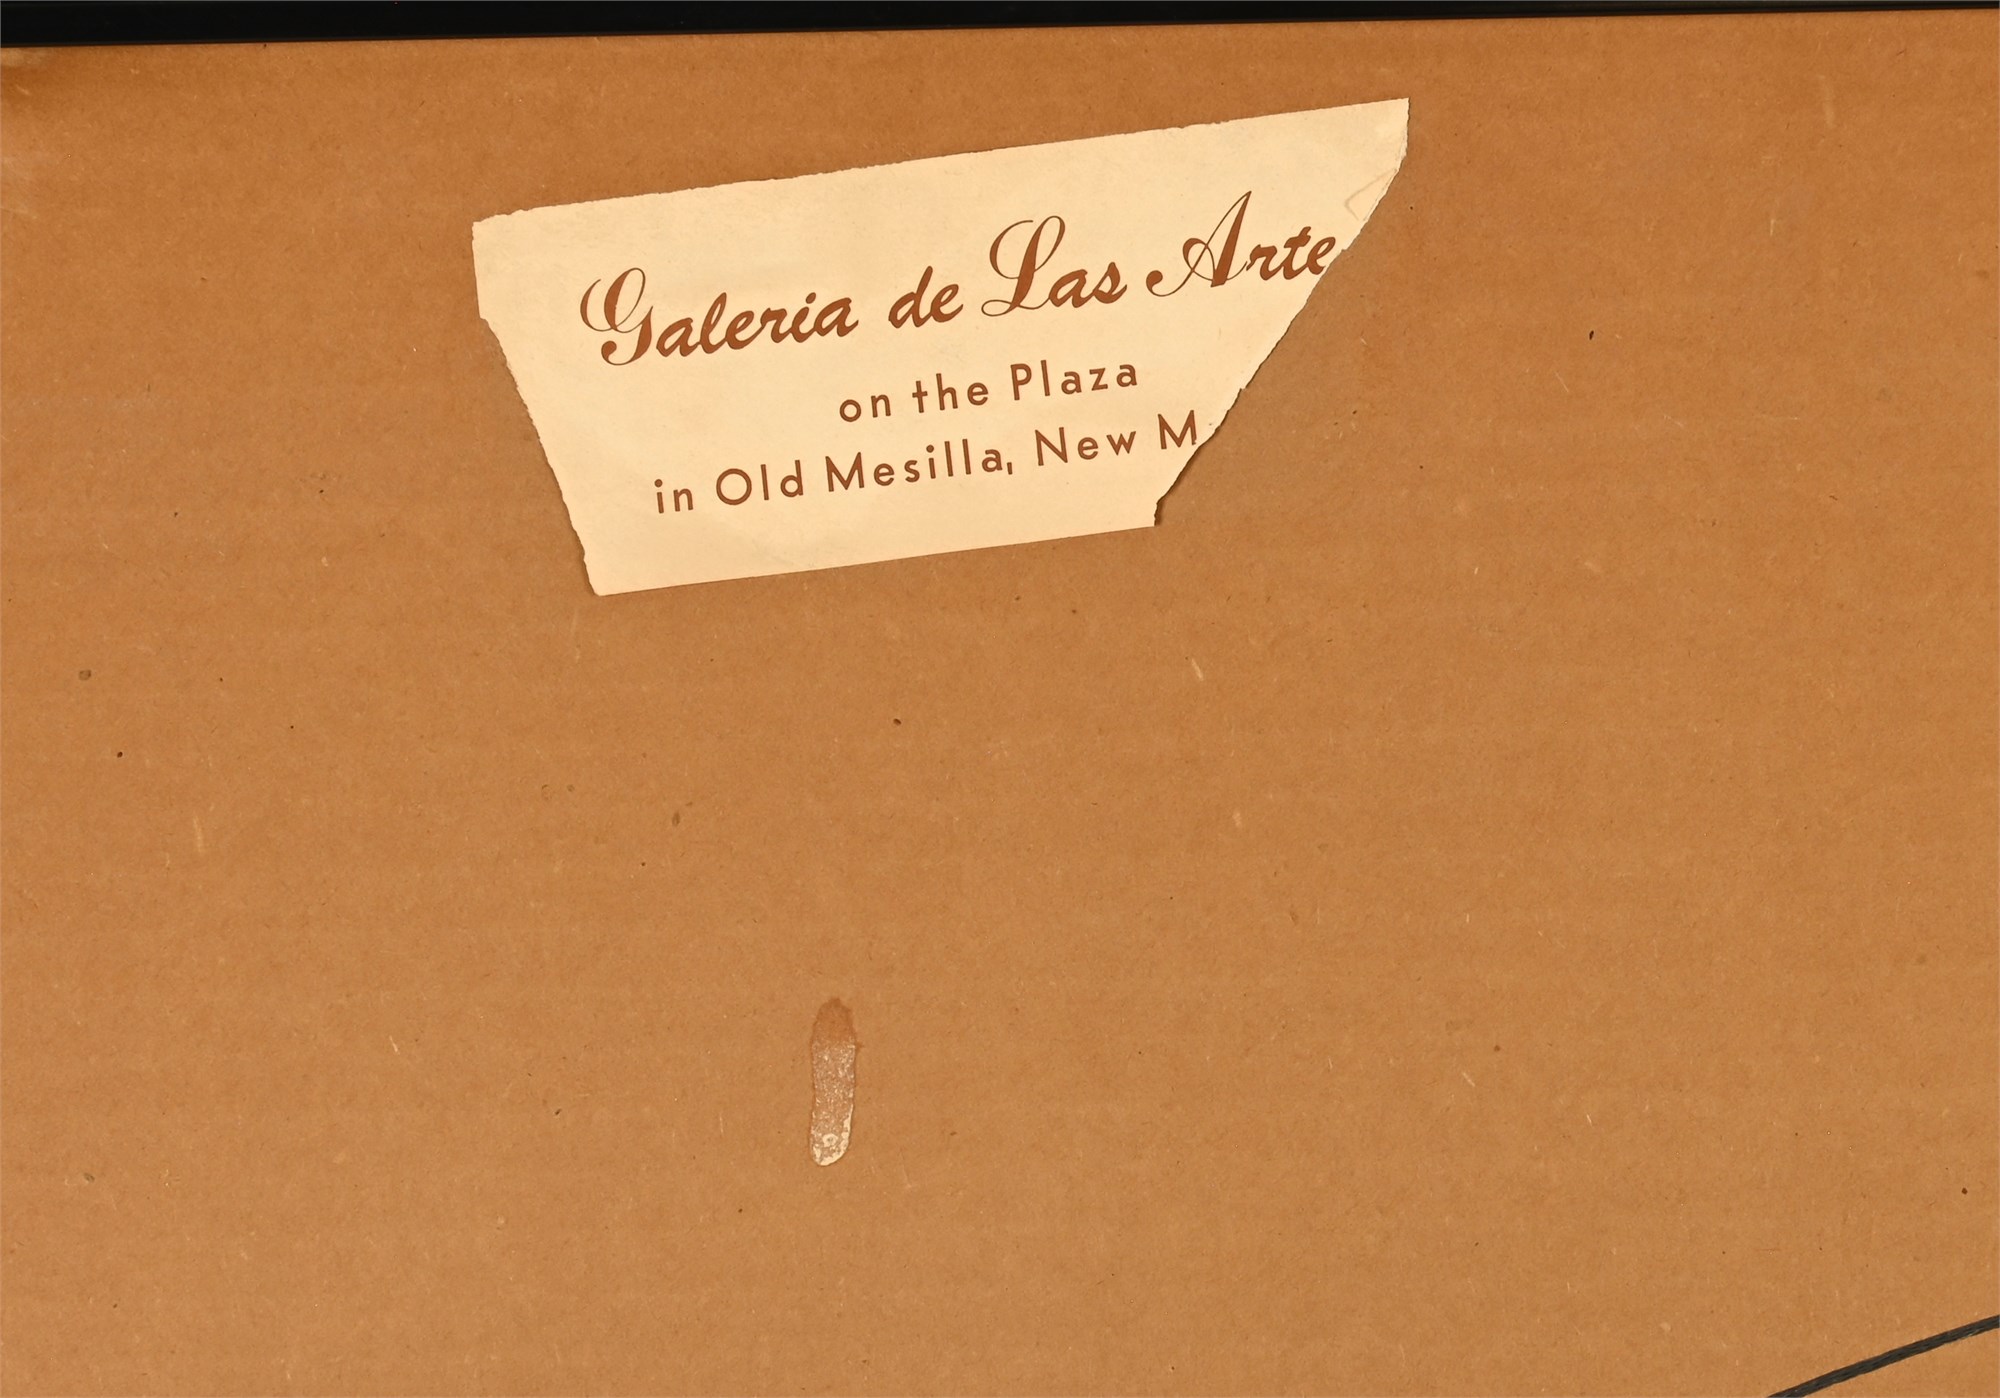 Galeria de Las Arte
on the Plaza
in Old Mesilla, New M